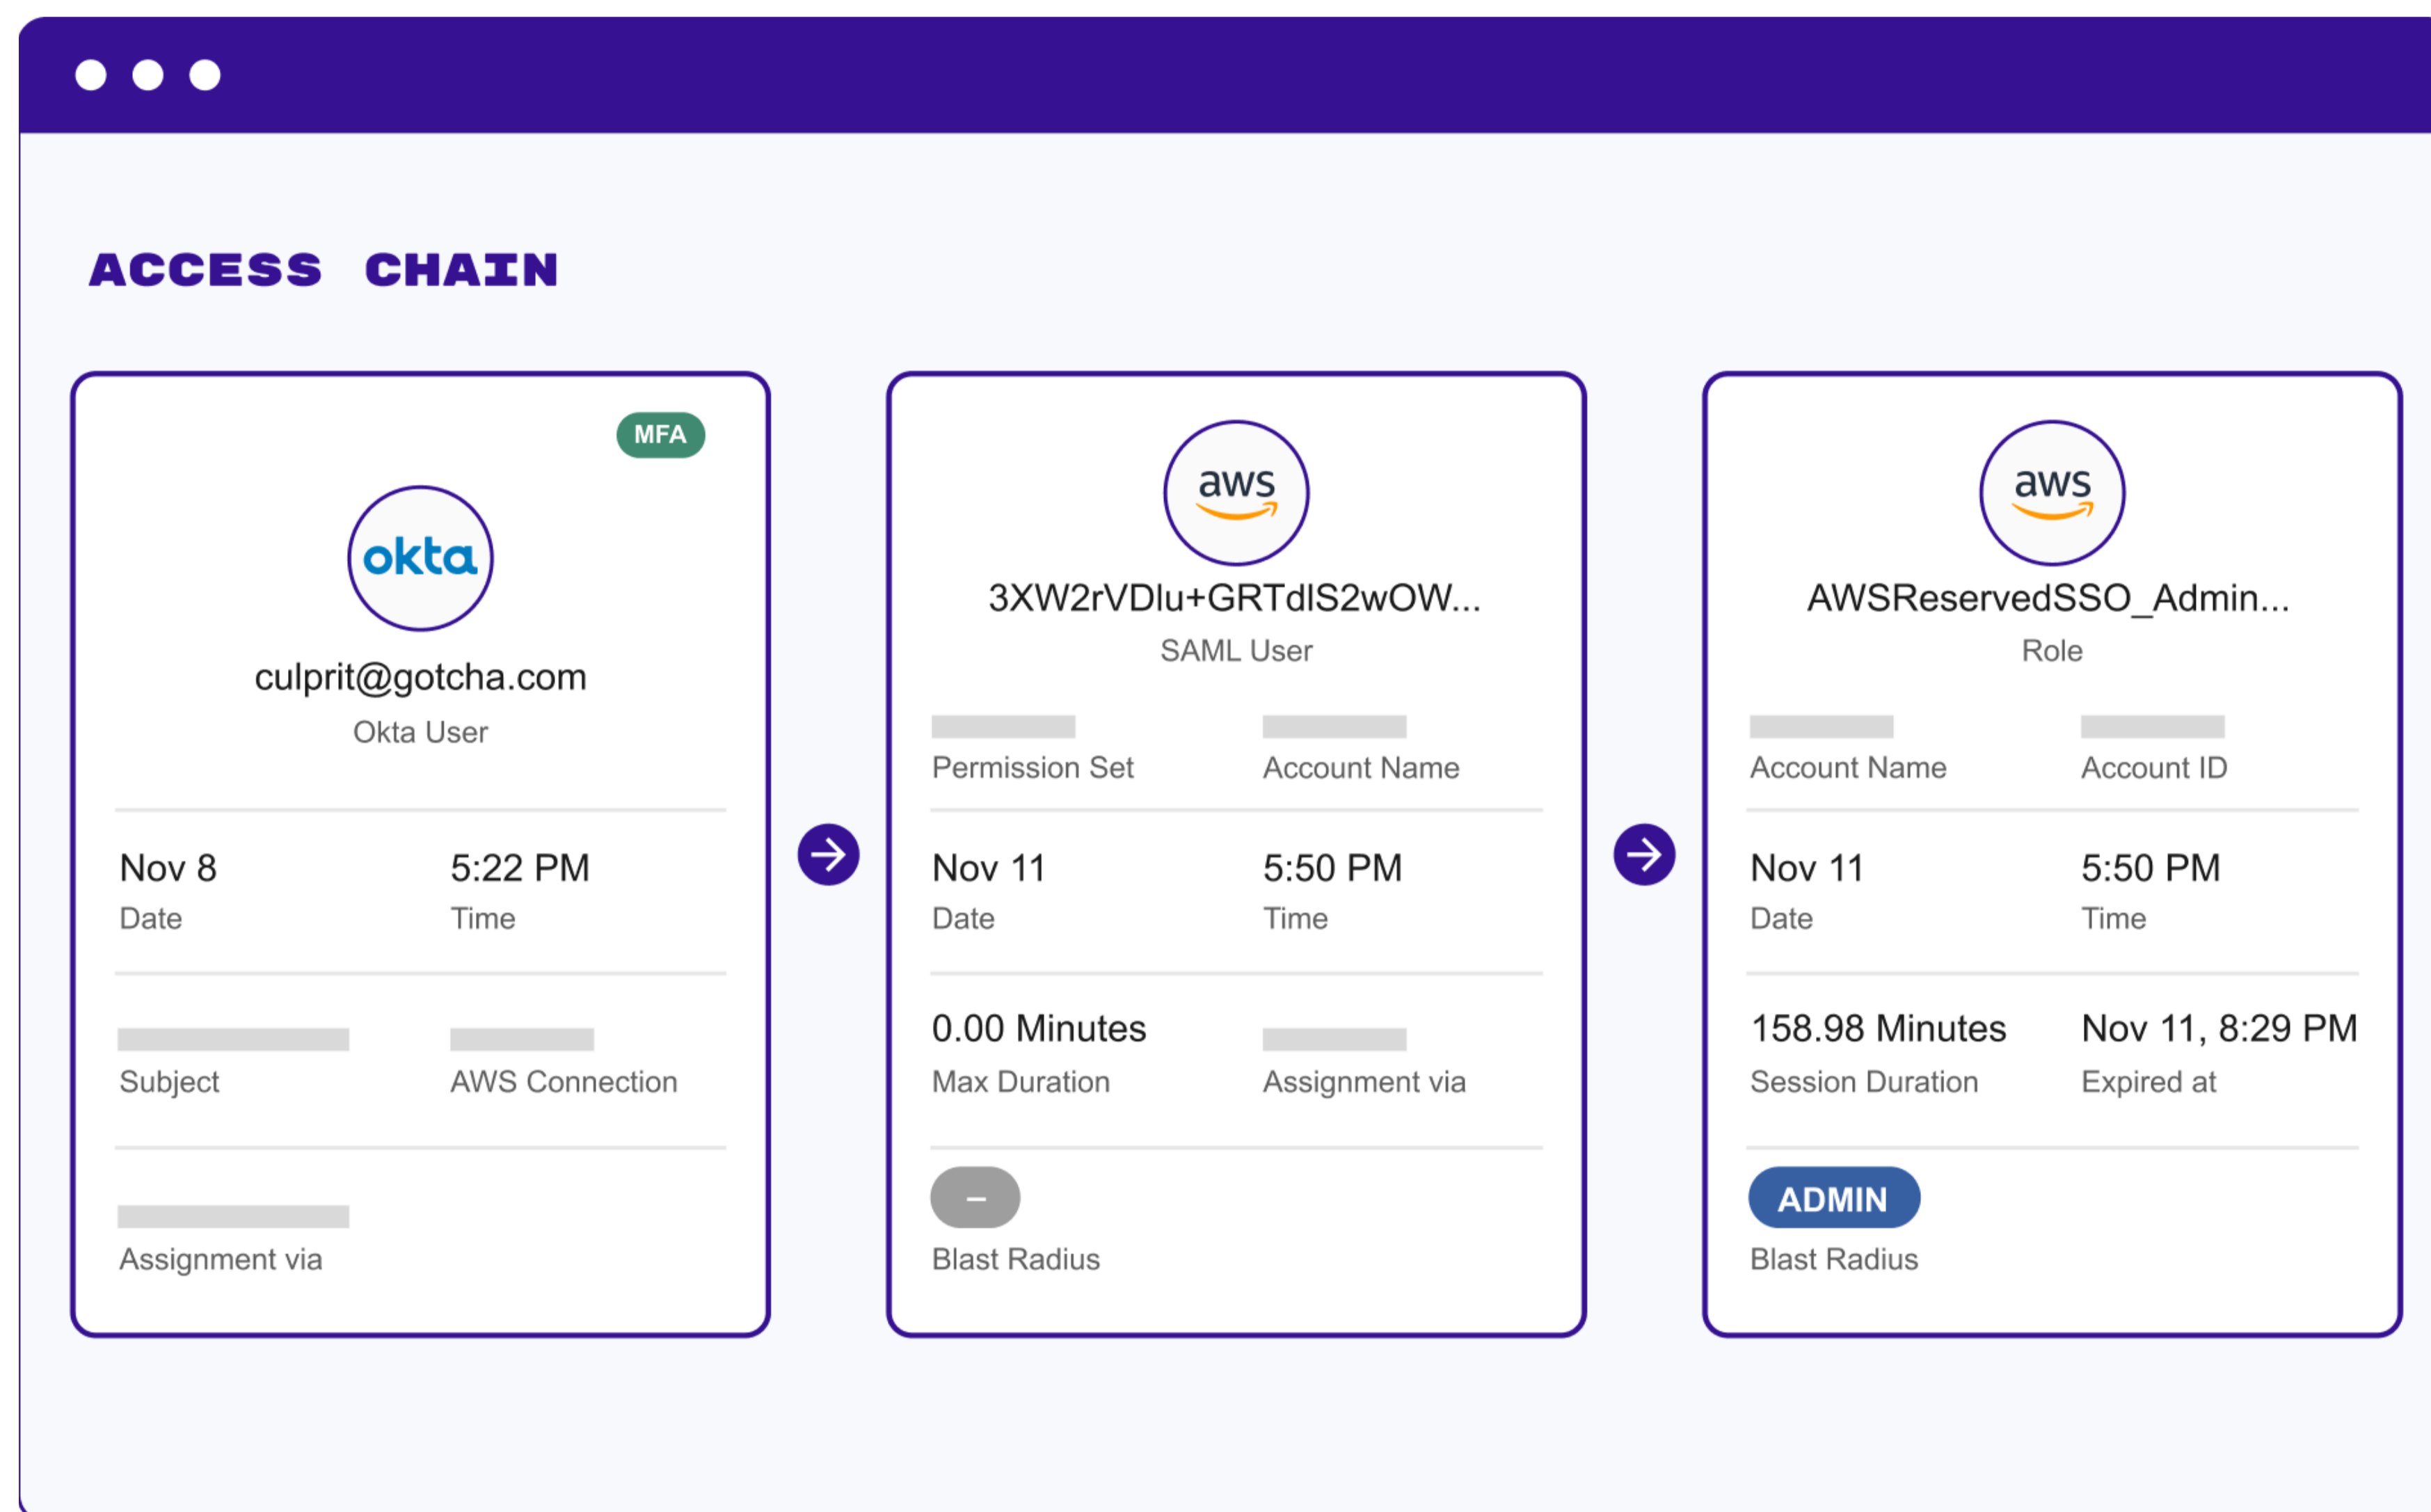 ACCESS CHAIN
MFA
okta
culprit@gotcha.com
Okta User
Nov 8 5:22 PM
Date Time
Subject AWS Connection
Assignment via
aws
3XW2rVDlu+GRTdlS2wOW...
SAML User
Permission Set Account Name
Nov 11 5:50 PM
Date Time
0.00 Minutes
Max Duration Assignment via
–
Blast Radius
aws
AWSReservedSSO_Admin...
Role
Account Name Account ID
Nov 11 5:50 PM
Date Time
158.98 Minutes Nov 11, 8:29 PM
Session Duration Expired at
ADMIN
Blast Radius